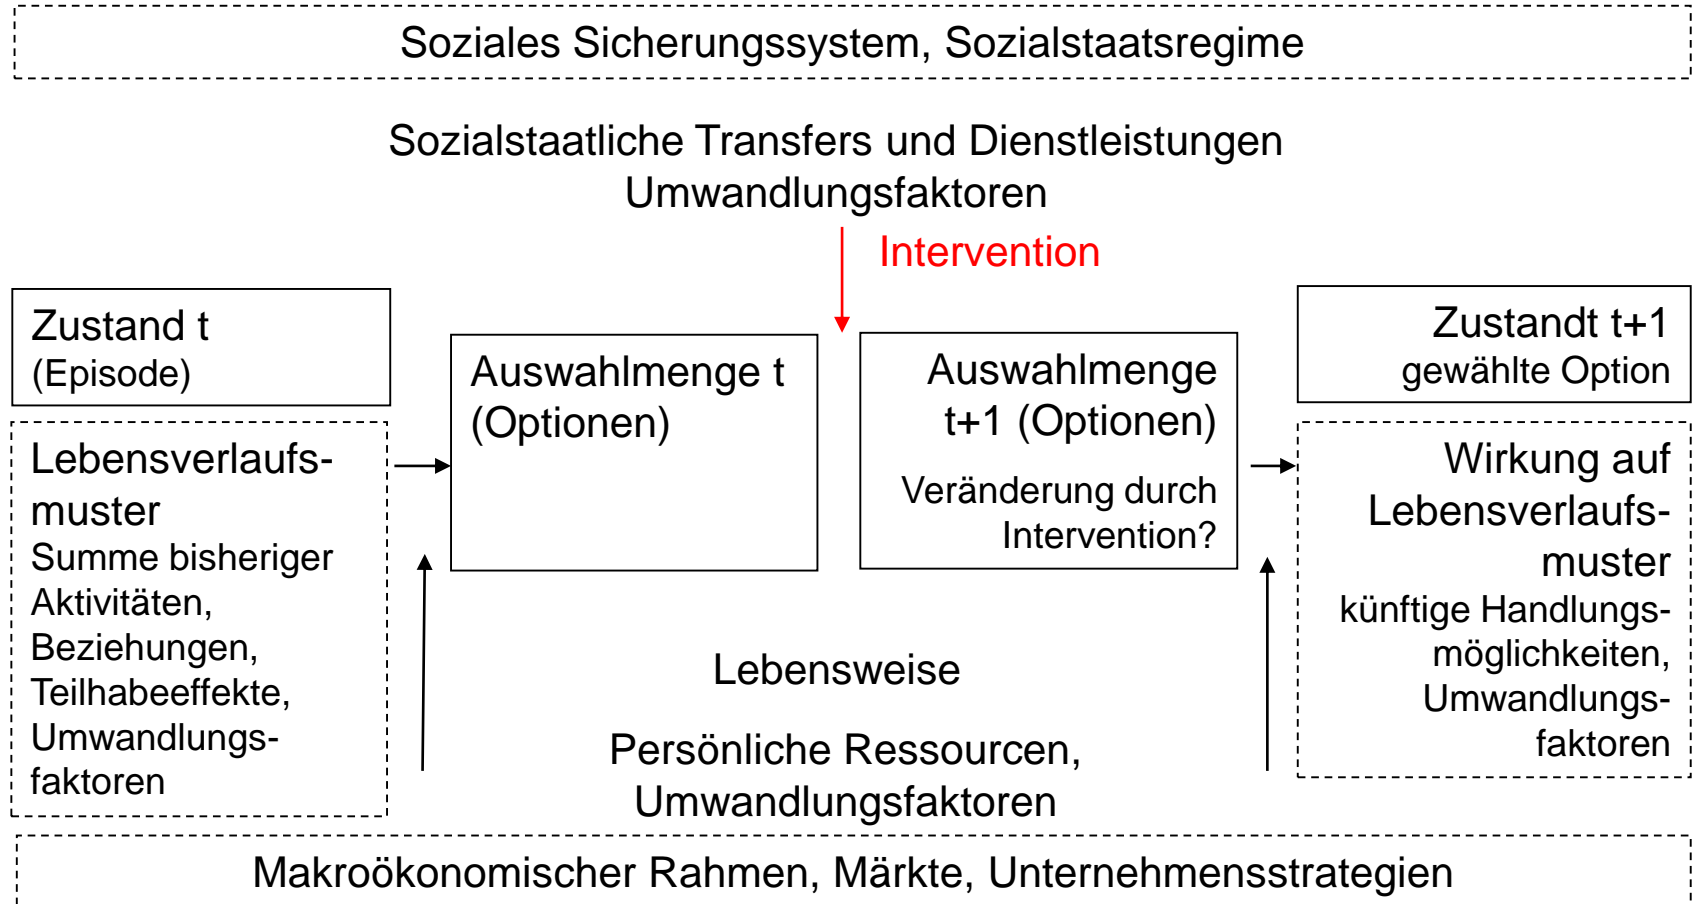 Soziales Sicherungssystem, Sozialstaatsregime
Sozialstaatliche Transfers und Dienstleistungen
Umwandlungsfaktoren
Intervention
Zustand t
(Episode)
Lebensverlaufs-
muster
Summe bisheriger
Aktivitäten,
Beziehungen,
Teilhabeeffekte,
Umwandlungs-
faktoren
Auswahlmenge t
(Optionen)
Auswahlmenge
t+1 (Optionen)
Veränderung durch
Intervention?
Zustandt t+1
gewählte Option
Wirkung auf
Lebensverlaufs-
muster
künftige Handlungs-
möglichkeiten,
Umwandlungs-
faktoren
Lebensweise
Persönliche Ressourcen,
Umwandlungsfaktoren
Makroökonomischer Rahmen, Märkte, Unternehmensstrategien